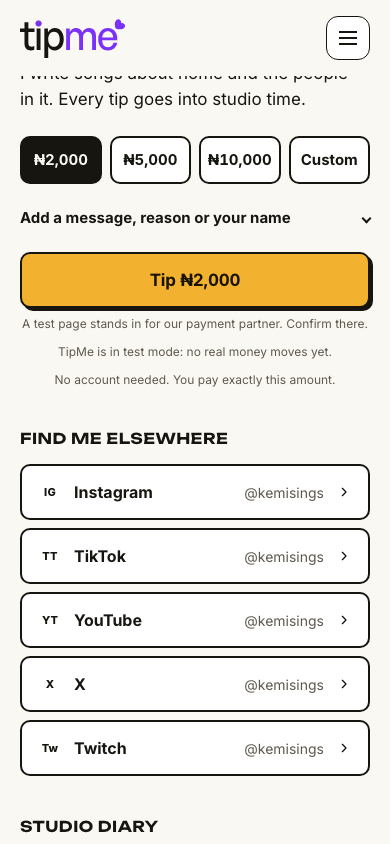 tipme
I write songs about home and the people
in it. Every tip goes into studio time.
₦2,000
₦5,000
₦10,000
Custom
Add a message, reason or your name
Tip ₦2,000
A test page stands in for our payment partner. Confirm there.
TipMe is in test mode: no real money moves yet.
No account needed. You pay exactly this amount.
FIND ME ELSEWHERE
IG Instagram @kemisings
TT TikTok @kemisings
YT YouTube @kemisings
X X @kemisings
Tw Twitch @kemisings
STUDIO DIARY